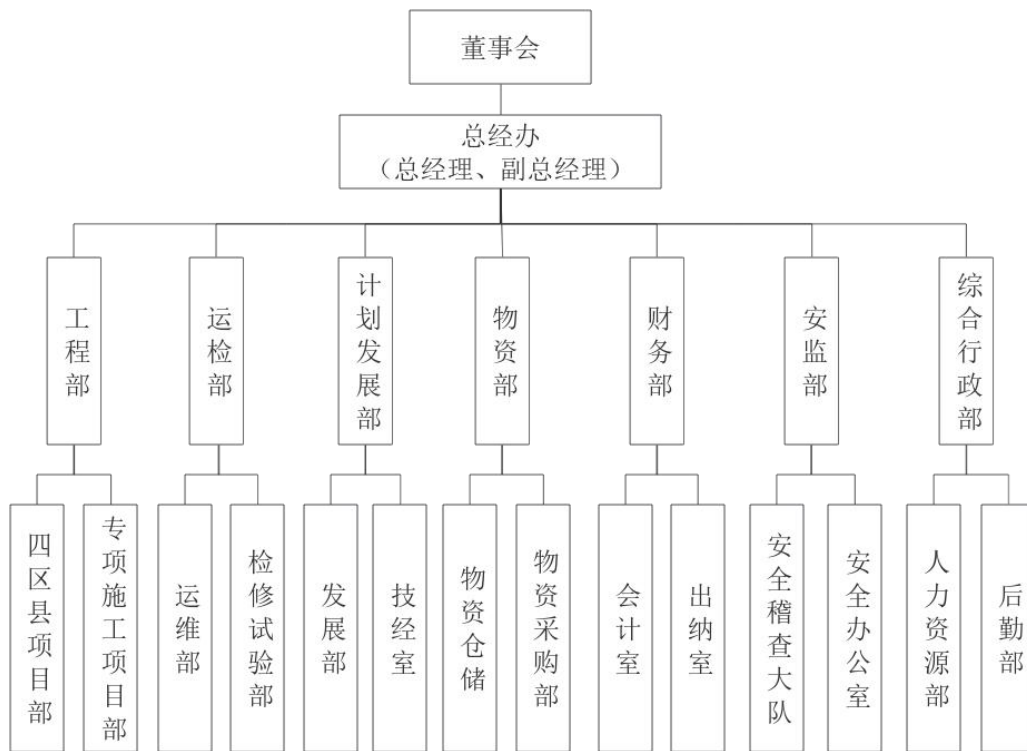 董事会
总经办
（总经理、副总经理）
工程部
运检部
计划发展部
物资部
财务部
安监部
综合行政部
四区县项目部
专项施工项目部
运维部
检修试验部
发展部
技经室
物资仓储
物资采购部
会计室
出纳室
安全稽查大队
安全办公室
人力资源部
后勤部